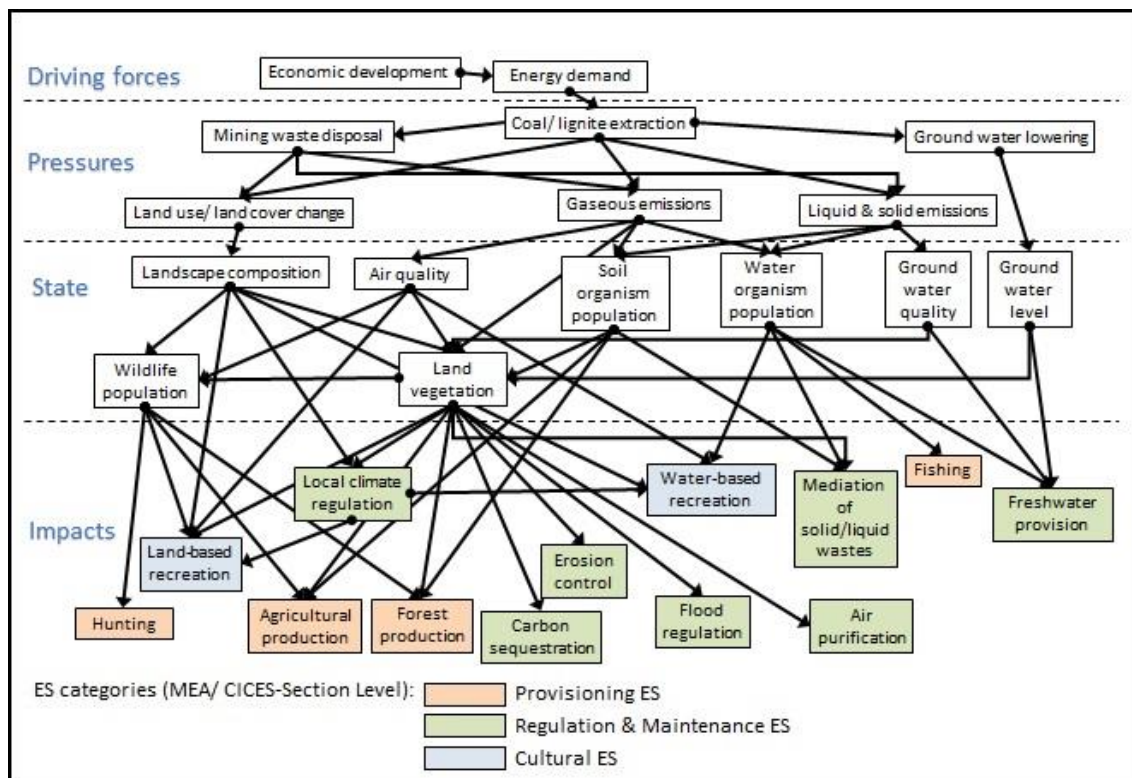 Driving forces
Economic development
Energy demand
Pressures
Mining waste disposal
Coal/ lignite extraction
Ground water lowering
Land use/ land cover change
Gaseous emissions
Liquid & solid emissions
State
Landscape composition
Air quality
Soil
organism
population
Water
organism
population
Ground
water
quality
Ground
water
level
Wildlife
population
Land
vegetation
Impacts
Local climate
regulation
Water-based
recreation
Mediation
of
solid/liquid
wastes
Fishing
Freshwater
provision
Land-based
recreation
Erosion
control
Hunting
Agricultural
production
Forest
production
Carbon
sequestration
Flood
regulation
Air
purification
ES categories (MEA/ CICES-Section Level):
Provisioning ES
Regulation & Maintenance ES
Cultural ES